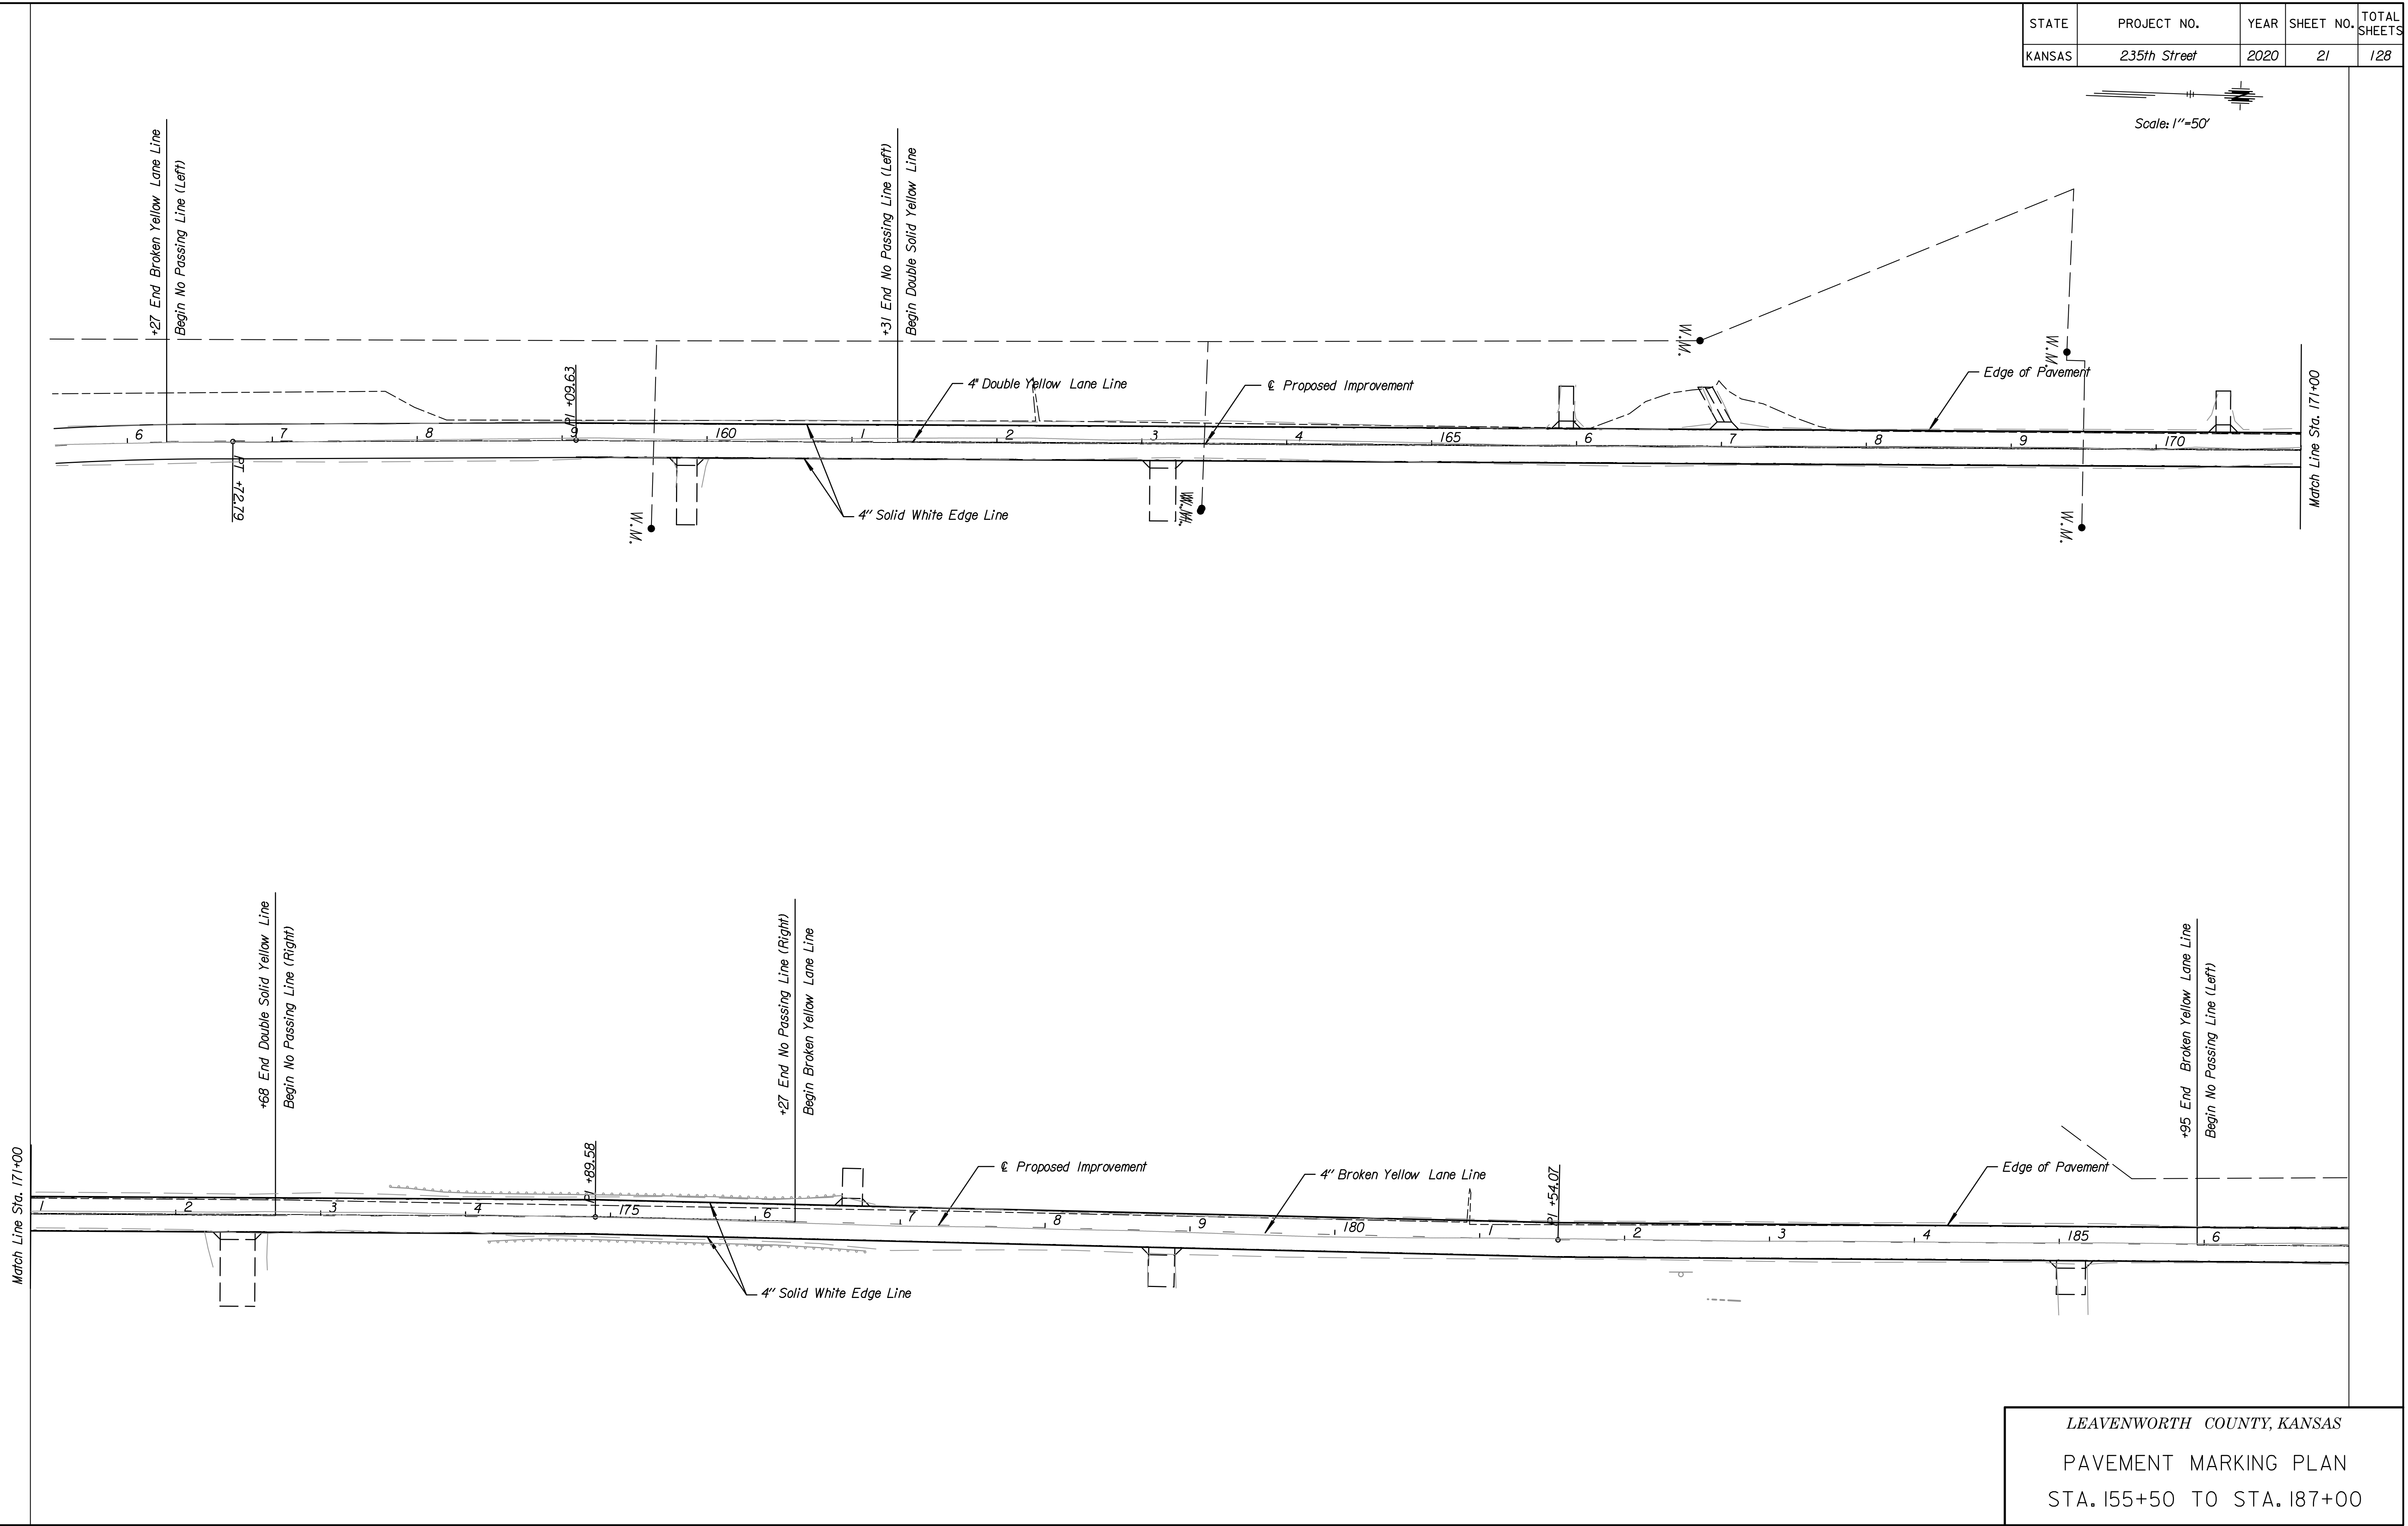 STATE PROJECT NO. YEAR SHEET NO. TOTAL SHEETS
KANSAS 235th Street 2020 21 128
N
Scale: 1"=50'
+27 End Broken Yellow Lane Line
Begin No Passing Line (Left)
+31 End No Passing Line (Left)
Begin Double Solid Yellow Line
W.M.
W.M.
PI +09.63
4" Double Yellow Lane Line
℄ Proposed Improvement
Edge of Pavement
Match Line Sta. 171+00
6 7 8 9 160 1 2 3 4 165 6 7 8 9 170
PT +72.79
W.M.
4" Solid White Edge Line
W.M.
W.M.
+68 End Double Solid Yellow Line
Begin No Passing Line (Right)
+27 End No Passing Line (Right)
Begin Broken Yellow Lane Line
+95 End Broken Yellow Lane Line
Begin No Passing Line (Left)
Match Line Sta. 171+00
PI +89.58
℄ Proposed Improvement
4" Broken Yellow Lane Line
PI +54.07
Edge of Pavement
1 2 3 4 175 6 7 8 9 180 1 2 3 4 185 6
4" Solid White Edge Line
LEAVENWORTH COUNTY, KANSAS
PAVEMENT MARKING PLAN
STA. 155+50 TO STA. 187+00